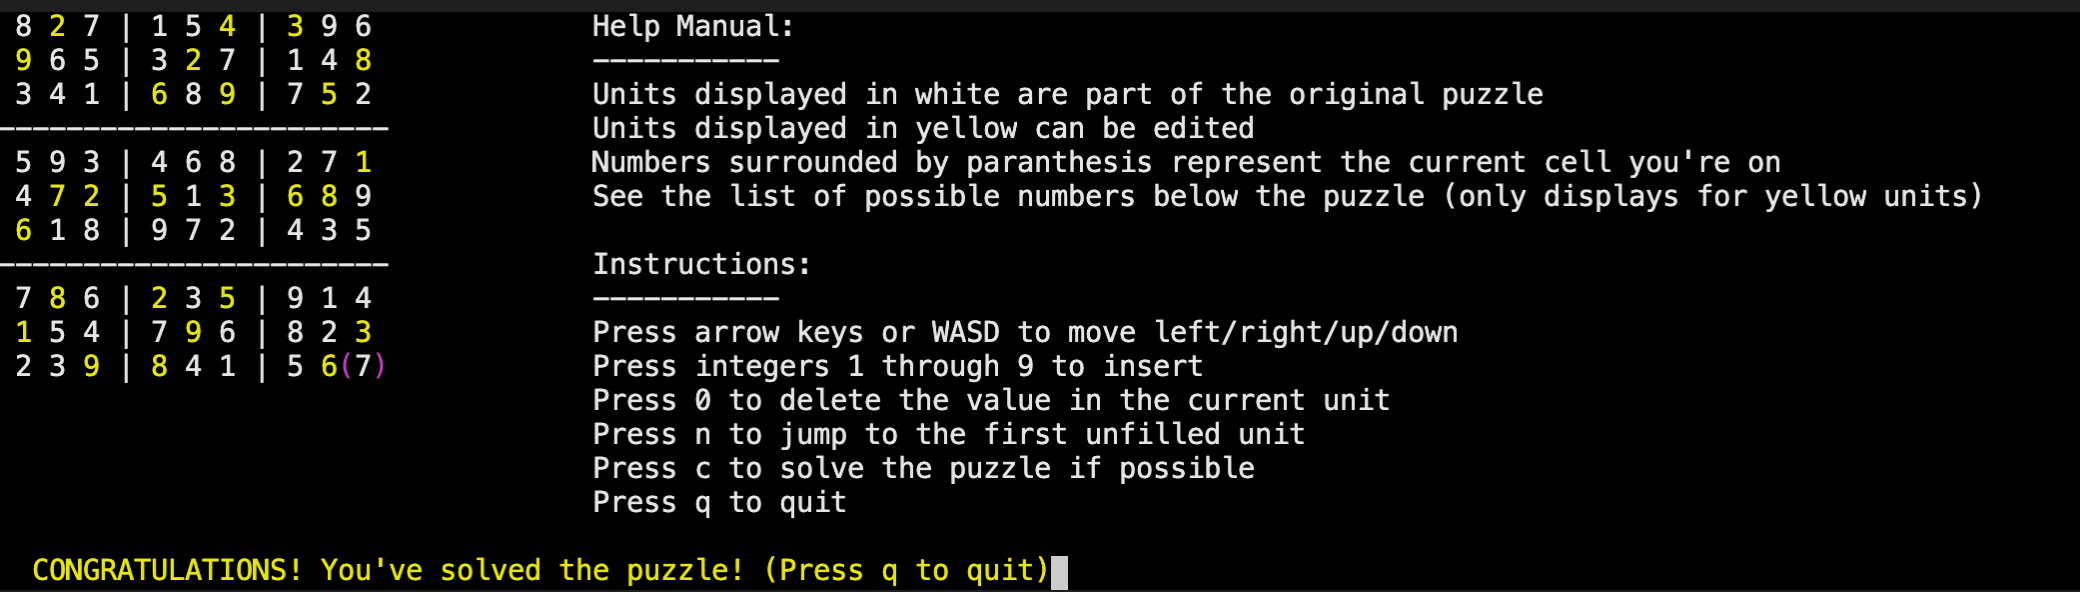 8 2 7 | 1 5 4 | 3 9 6
9 6 5 | 3 2 7 | 1 4 8
3 4 1 | 6 8 9 | 7 5 2
-----------------------
5 9 3 | 4 6 8 | 2 7 1
4 7 2 | 5 1 3 | 6 8 9
6 1 8 | 9 7 2 | 4 3 5
-----------------------
7 8 6 | 2 3 5 | 9 1 4
1 5 4 | 7 9 6 | 8 2 3
2 3 9 | 8 4 1 | 5 6(7)
Help Manual:
-----------
Units displayed in white are part of the original puzzle
Units displayed in yellow can be edited
Numbers surrounded by paranthesis represent the current cell you're on
See the list of possible numbers below the puzzle (only displays for yellow units)
Instructions:
-----------
Press arrow keys or WASD to move left/right/up/down
Press integers 1 through 9 to insert
Press 0 to delete the value in the current unit
Press n to jump to the first unfilled unit
Press c to solve the puzzle if possible
Press q to quit
CONGRATULATIONS! You've solved the puzzle! (Press q to quit)